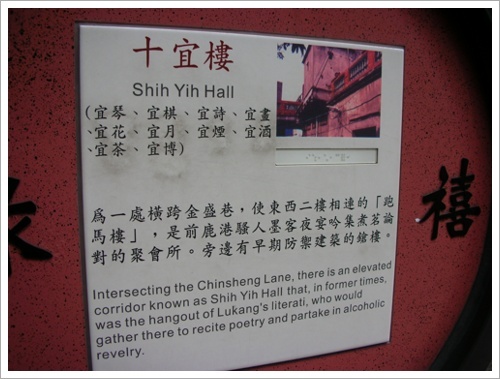 十宜樓
Shih Yih Hall
(宜琴、宜棋、宜詩、宜畫
、宜花、宜月、宜煙、宜酒
、宜茶、宜博)
爲一處橫跨金盛巷，使東西二樓相連的「跑
馬樓」，是前鹿港騷人墨客夜宴吟集煮茗論
對的聚會所。旁邊有早期防禦建築的銃樓。
Intersecting the Chinsheng Lane, there is an elevated
corridor known as Shih Yih Hall that, in former times,
was the hangout of Lukang's literati, who would
gather there to recite poetry and partake in alcoholic
revelry.
禧